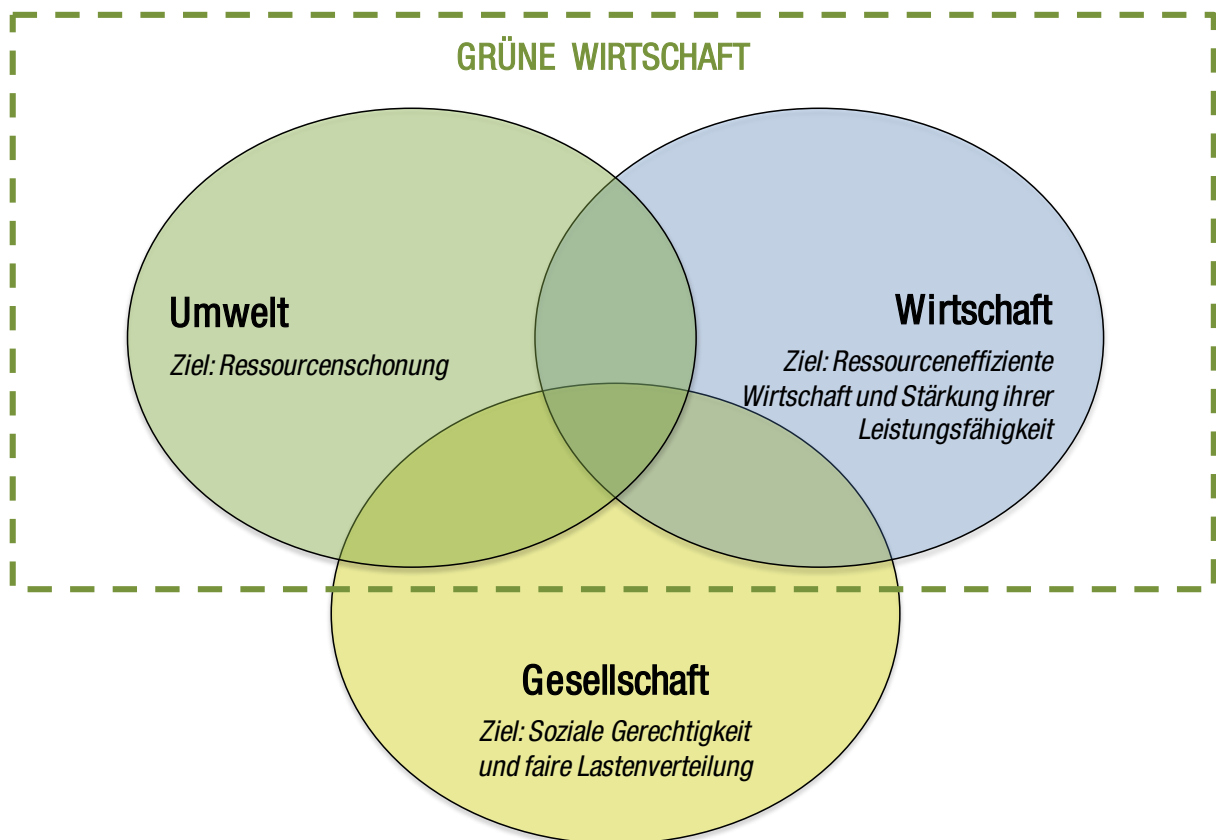 GRÜNE WIRTSCHAFT
Umwelt
Ziel: Ressourcenschonung
Wirtschaft
Ziel: Ressourceneffiziente
Wirtschaft und Stärkung ihrer
Leistungsfähigkeit
Gesellschaft
Ziel: Soziale Gerechtigkeit
und faire Lastenverteilung